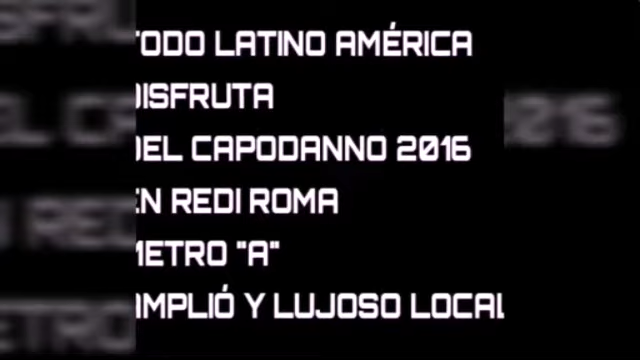 TODO LATINO AMÉRICA
DISFRUTA
DEL CAPODANNO 2016
EN REDI ROMA
METRO "A"
AMPLIÓ Y LUJOSO LOCAL